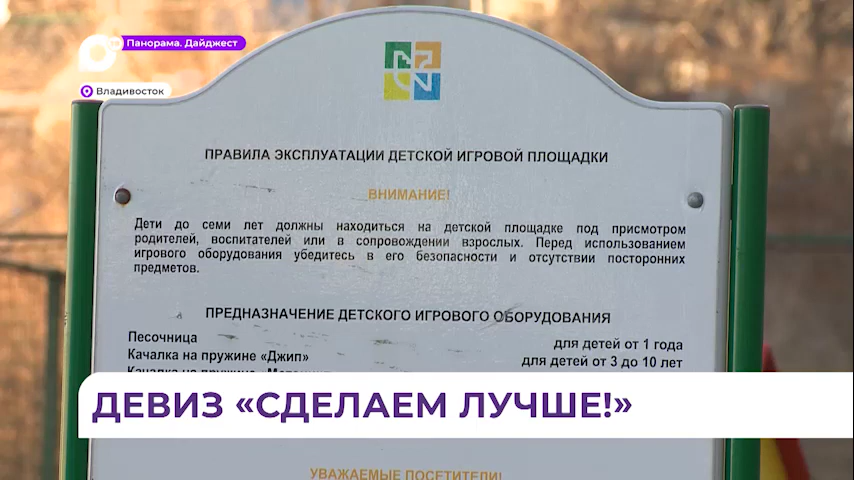 Панорама. Дайджест
Владивосток
ПРАВИЛА ЭКСПЛУАТАЦИИ ДЕТСКОЙ ИГРОВОЙ ПЛОЩАДКИ
ВНИМАНИЕ!
Дети до семи лет должны находиться на детской площадке под присмотром
родителей, воспитателей или в сопровождении взрослых. Перед использованием
игрового оборудования убедитесь в его безопасности и отсутствии посторонних
предметов.
ПРЕДНАЗНАЧЕНИЕ ДЕТСКОГО ИГРОВОГО ОБОРУДОВАНИЯ
Песочница для детей от 1 года
Качалка на пружине «Джип» для детей от 3 до 10 лет
Качалка на пружине
ДЕВИЗ «СДЕЛАЕМ ЛУЧШЕ!»
УВАЖАЕМЫЕ ПОСЕТИТЕЛИ!